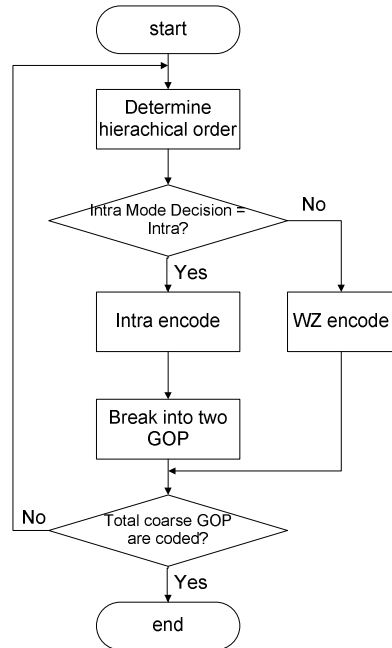 start
Determine
hierachical order
Intra Mode Decision =
Intra?
No
Yes
Intra encode
WZ encode
Break into two
GOP
No
Total coarse GOP
are coded?
Yes
end